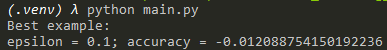 (.venv) λ python main.py
Best example:
epsilon = 0.1; accuracy = -0.012088754150192236